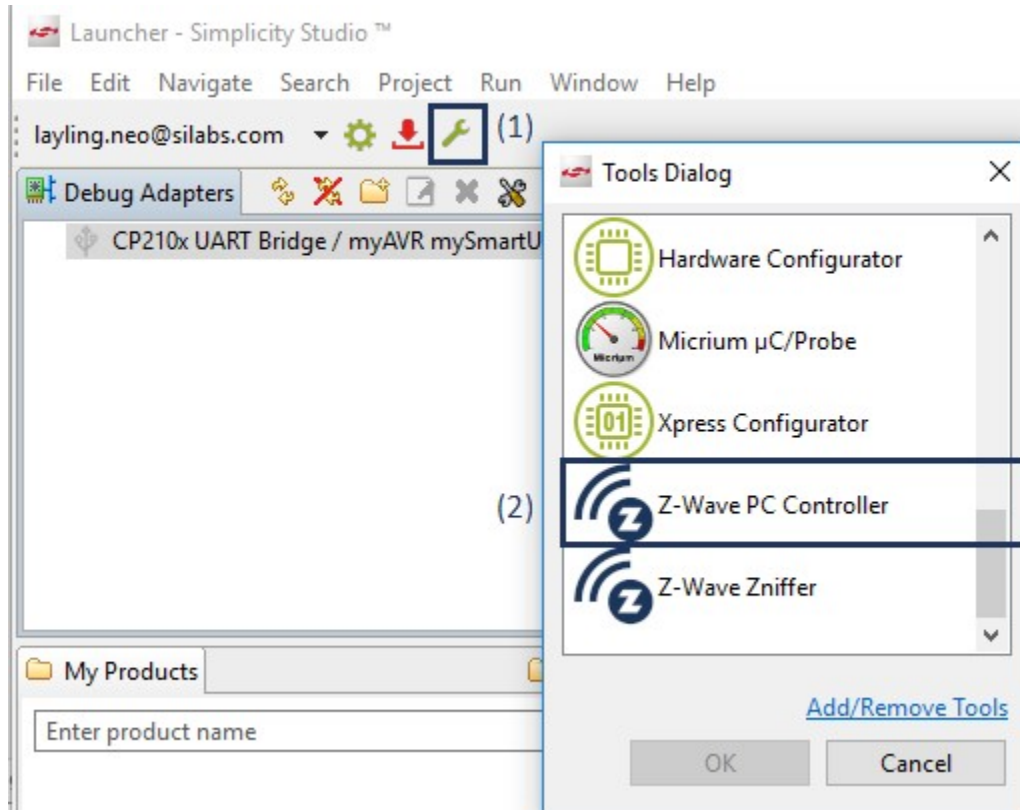 Launcher - Simplicity Studio ™
File Edit Navigate Search Project Run Window Help
layling.neo@silabs.com
(1)
Debug Adapters
CP210x UART Bridge / myAVR mySmartU
Tools Dialog
Hardware Configurator
Micrium
Micrium µC/Probe
01
Xpress Configurator
(2)
Z
Z-Wave PC Controller
Z
Z-Wave Zniffer
My Products
Enter product name
Add/Remove Tools
OK Cancel